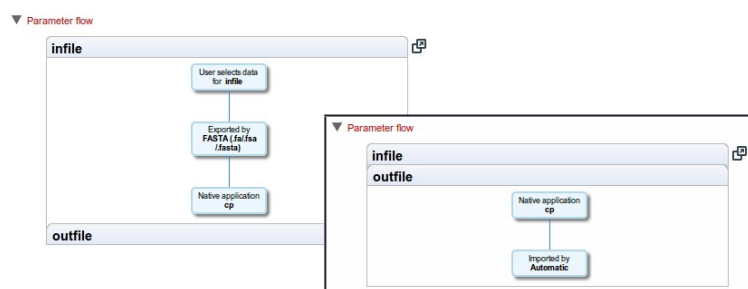 Parameter flow
infile
User selects data
for infile
Exported by
FASTA (.fa/.fsa
/.fasta)
Native application
cp
outfile
Parameter flow
infile
outfile
Native application
cp
Imported by
Automatic